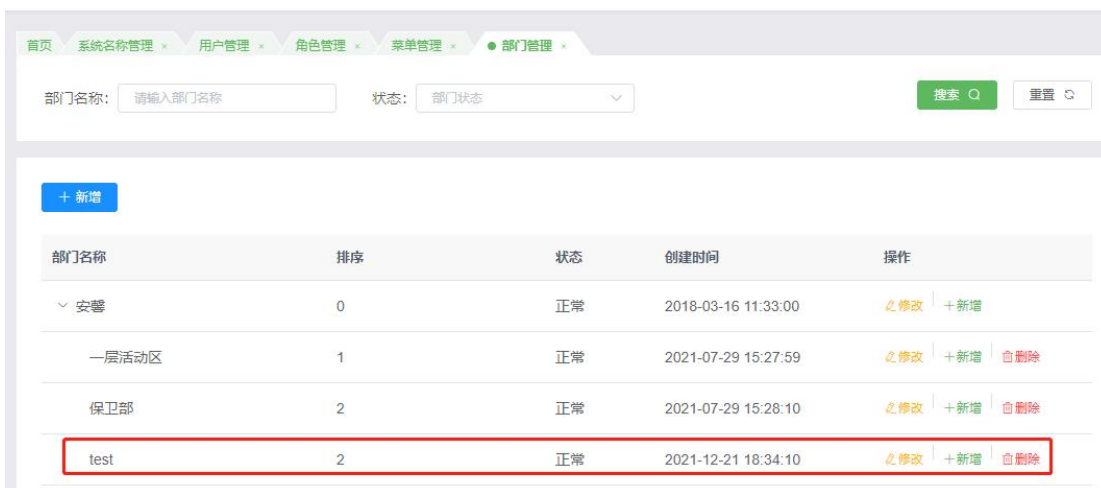 首页 系统名称管理 × 用户管理 × 角色管理 × 菜单管理 × 部门管理 ×
部门名称: 请输入部门名称 状态: 部门状态 搜索 重置
+ 新增
部门名称 排序 状态 创建时间 操作
安馨 0 正常 2018-03-16 11:33:00 修改 +新增
一层活动区 1 正常 2021-07-29 15:27:59 修改 +新增 删除
保卫部 2 正常 2021-07-29 15:28:10 修改 +新增 删除
test 2 正常 2021-12-21 18:34:10 修改 +新增 删除